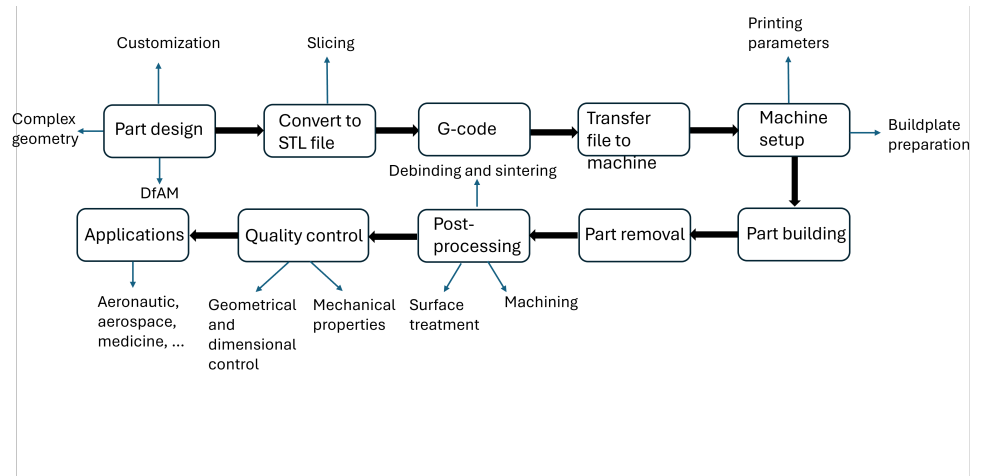 Customization
Slicing
Printing
parameters
Complex
geometry
Part design
Convert to
STL file
G-code
Transfer
file to
machine
Machine
setup
Buildplate
preparation
DfAM
Debinding and sintering
Applications
Quality control
Post-
processing
Part removal
Part building
Aeronautic,
aerospace,
medicine, ...
Geometrical
and
dimensional
control
Mechanical
properties
Surface
treatment
Machining